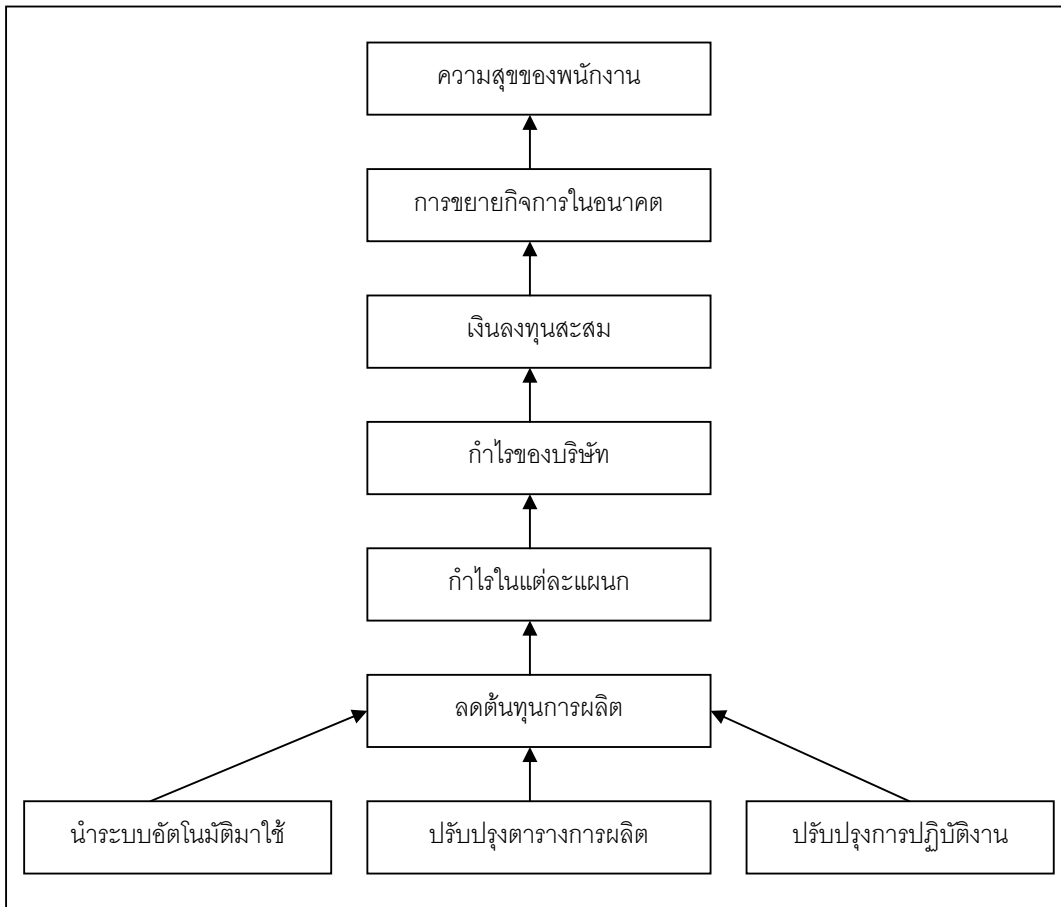 ความสุขของพนักงาน
การขยายกิจการในอนาคต
เงินลงทุนสะสม
กำไรของบริษัท
กำไรในแต่ละแผนก
ลดต้นทุนการผลิต
นำระบบอัตโนมัติมาใช้
ปรับปรุงตารางการผลิต
ปรับปรุงการปฏิบัติงาน